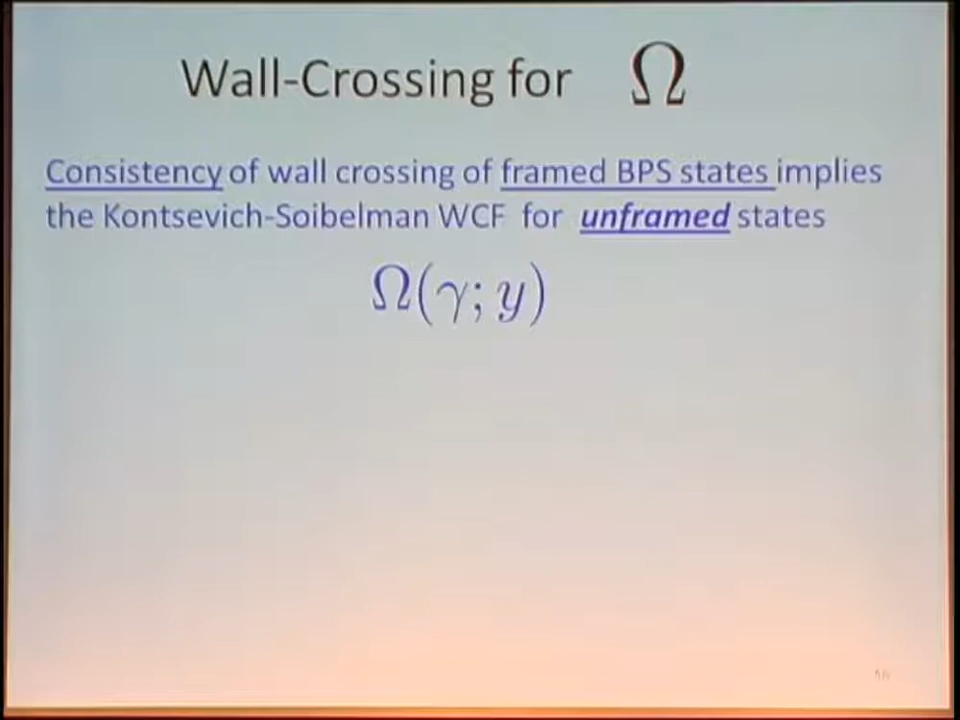 Wall-Crossing for Ω
Consistency of wall crossing of framed BPS states implies
the Kontsevich-Soibelman WCF for unframed states
Ω(γ; y)